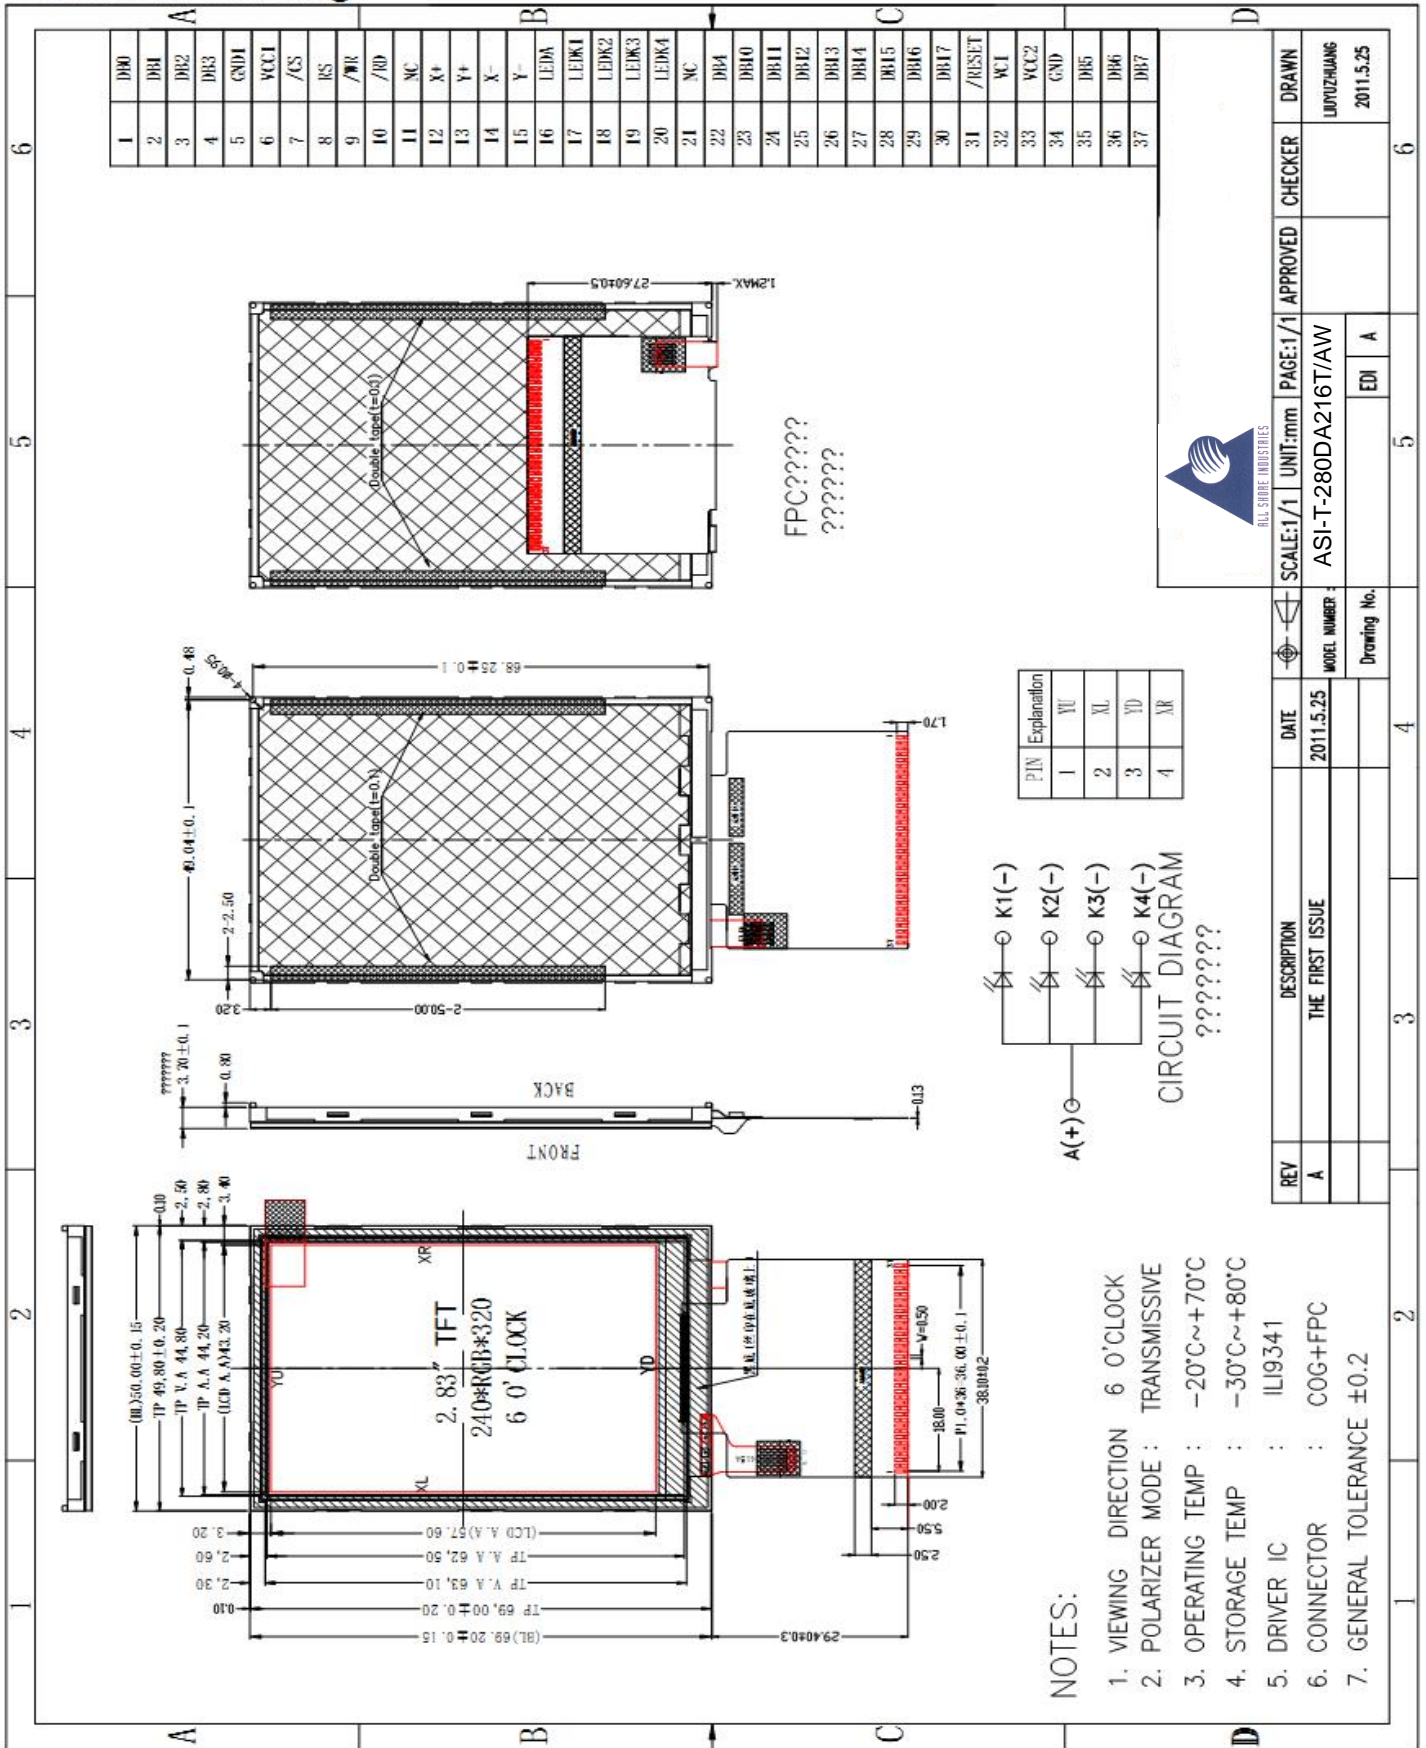 1 2 3 4 5 6
A B C D
1 DB0
2 DB1
3 DB2
4 DB3
5 GND1
6 VCC1
7 /CS
8 RS
9 /WR
10 /RD
11 NC
12 X+
13 Y+
14 X-
15 Y-
16 LEDA
17 LEDK1
18 LEDK2
19 LEDK3
20 LEDK4
21 NC
22 DB4
23 DB10
24 DB11
25 DB12
26 DB13
27 DB14
28 DB15
29 DB16
30 DB17
31 /RESET
32 VC1
33 VCC2
34 GND
35 DB5
36 DB6
37 DB7
(BL)50.00±0.15
TP 49.80±0.20
0.10
TP V.A 44.80
2.50
TP A.A 44.20
2.80
(LCD A.A)43.20
3.40
YU
XR
2.83" TFT
240*RGB*320
6 0' CLOCK
XL
YD
3.20
(LCD A.A)57.60
2.60
TP A.A 62.50
2.30
TP V.A 63.10
0.10
TP 69.00±0.20
(BL)69.20±0.15
29.40±0.3
2.50
5.50
2.00
18.00
W=0.50
P1.0*36=36.00±0.1
38.10±0.2
???????
3.70±0.1
0.80
FRONT
BACK
0.13
49.04±0.1
2-2.50
0.48
4-Ø0.95
68.25±0.1
3.20
2-50.00
Double tape(t=0.1)
1.70
Double tape(t=0.1)
27.60±0.5
1.2MAX.
FPC?????
??????
A(+)
K1(-)
K2(-)
K3(-)
K4(-)
CIRCUIT DIAGRAM
???????
PIN Explanation
1 YU
2 XL
3 YD
4 XR
NOTES:
1. VIEWING DIRECTION 6 O'CLOCK
2. POLARIZER MODE : TRANSMISSIVE
3. OPERATING TEMP : -20°C~+70°C
4. STORAGE TEMP : -30°C~+80°C
5. DRIVER IC : ILI9341
6. CONNECTOR : COG+FPC
7. GENERAL TOLERANCE ±0.2
ALL SHORE INDUSTRIES
REV DESCRIPTION DATE SCALE:1/1 UNIT:mm PAGE:1/1 APPROVED CHECKER DRAWN
A THE FIRST ISSUE 2011.5.25 MODEL NUMBER : ASI-T-280DA216T/AW LIUYUZHUANG
Drawing No. EDI A 2011.5.25
A B C D
1 2 3 4 5 6